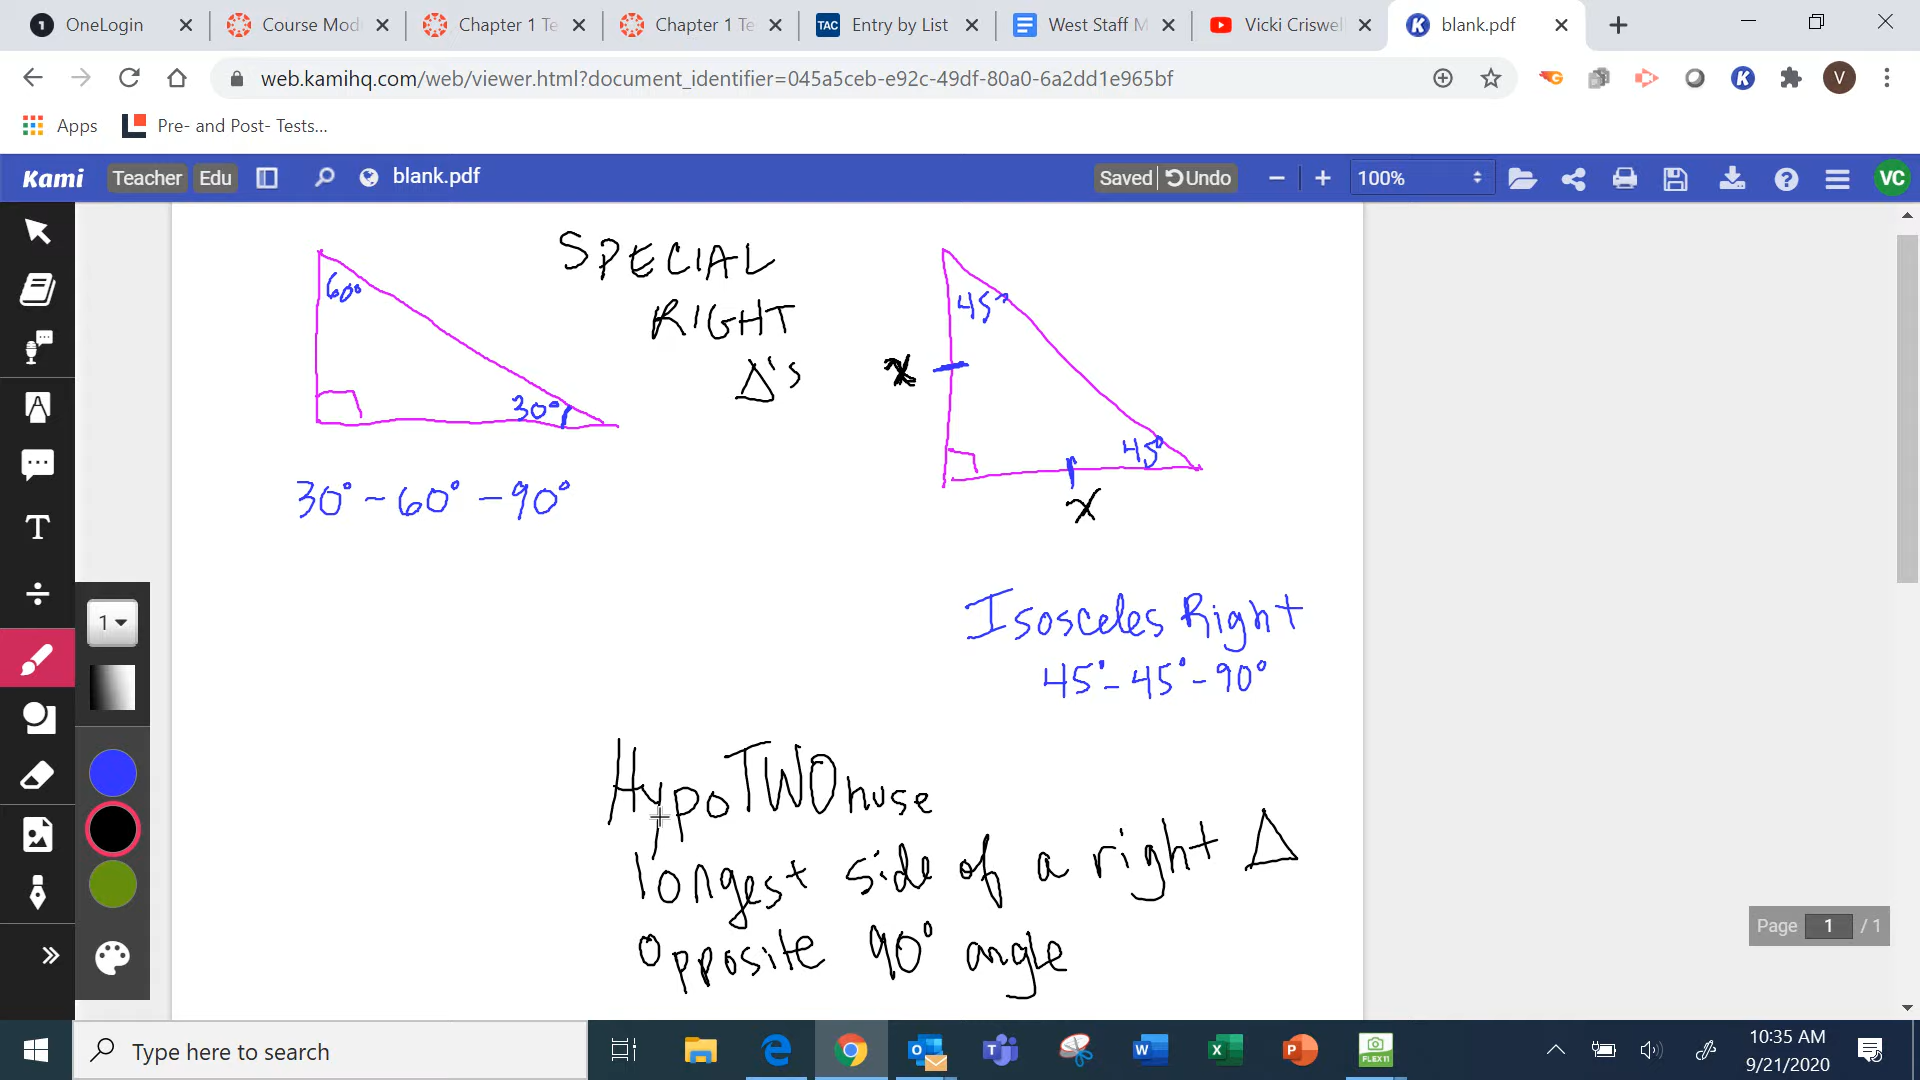 OneLogin
Course Mod
Chapter 1 Te
Chapter 1 Te
TAC Entry by List
West Staff M
Vicki Criswel
K blank.pdf
web.kamihq.com/web/viewer.html?document_identifier=045a5ceb-e92c-49df-80a0-6a2dd1e965bf
V
Apps
Pre- and Post- Tests...
Kami Teacher Edu blank.pdf
Saved Undo
100%
VC
SPECIAL
RIGHT
Δ's
60°
30°
30° - 60° - 90°
45°
x
45°
x
Isosceles Right
45° - 45° - 90°
HypoTWOnuse
longest side of a right Δ
opposite 90° angle
T
1
Page 1 / 1
Type here to search
FLEX11
10:35 AM
9/21/2020